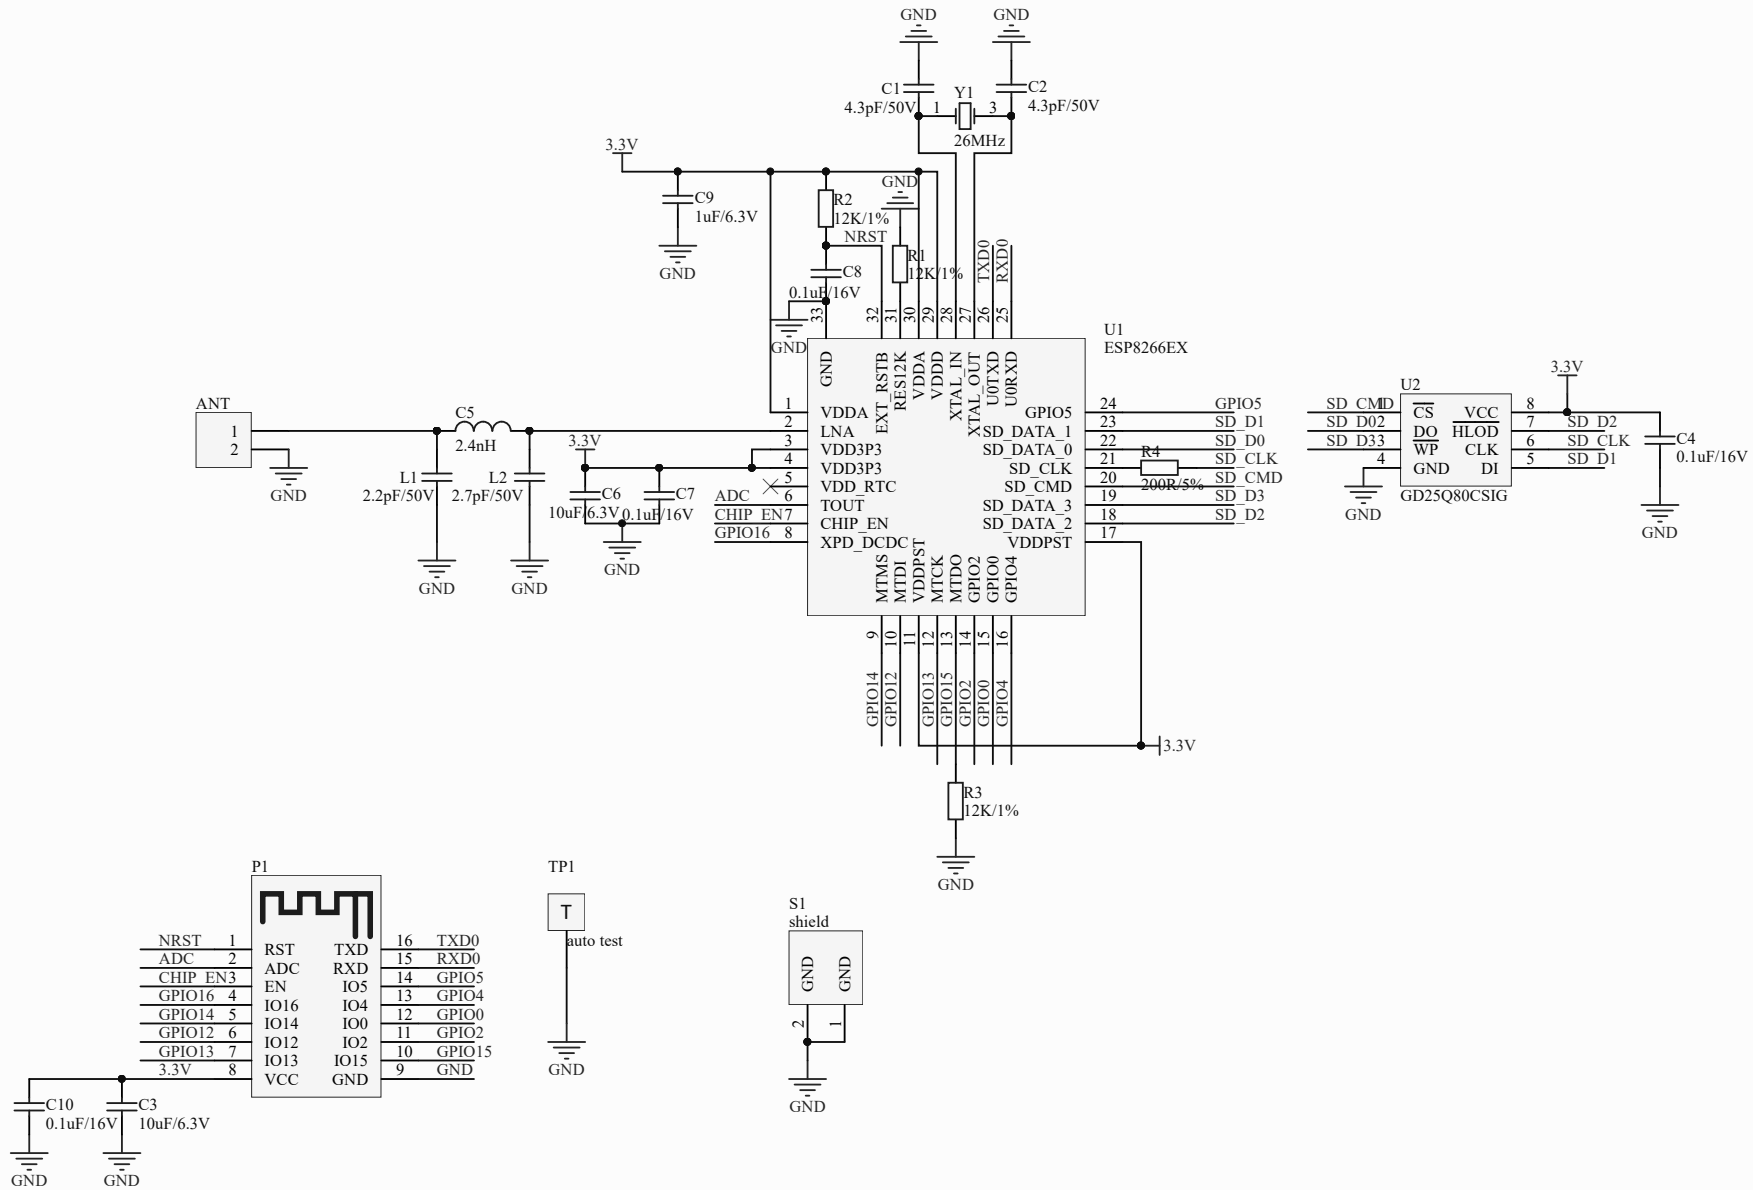 GND
GND
C1
4.3pF/50V
1
Y1
3
26MHz
C2
4.3pF/50V
3.3V
C9
1uF/6.3V
GND
R2
12K/1%
NRST
C8
0.1uF/16V
GND
GND
R1
12K/1%
TXD0
RXD0
33
32
31
30
29
28
27
26
25
U1
ESP8266EX
GND
EXT_RSTB
RES12K
VDDA
VDDD
XTAL_IN
XTAL_OUT
U0TXD
U0RXD
1 VDDA
2 LNA
3 VDD3P3
4 VDD3P3
5 VDD_RTC
ADC 6 TOUT
CHIP_EN 7 CHIP_EN
GPIO16 8 XPD_DCDC
GPIO5 24 GPIO5
SD_DATA_1 23 SD_D1
SD_DATA_0 22 SD_D0
SD_CLK 21 R4 SD_CLK
SD_CMD 20 200R/5% SD_CMD
SD_DATA_3 19 SD_D3
SD_DATA_2 18 SD_D2
VDDPST 17
MTMS
MTDI
VDDPST
MTCK
MTDO
GPIO2
GPIO0
GPIO4
9
10
11
12
13
14
15
16
GPIO14
GPIO12
GPIO13
GPIO15
GPIO2
GPIO0
GPIO4
3.3V
R3
12K/1%
GND
ANT
1
2
GND
C5
2.4nH
L1
2.2pF/50V
GND
L2
2.7pF/50V
GND
3.3V
C6
10uF/6.3V
C7
0.1uF/16V
GND
U2
SD_CMD 1 CS
SD_D0 2 DO
SD_D3 3 WP
4 GND
VCC 8
HLOD 7 SD_D2
CLK 6 SD_CLK
DI 5 SD_D1
GD25Q80CSIG
GND
3.3V
C4
0.1uF/16V
GND
P1
NRST 1 RST TXD 16 TXD0
ADC 2 ADC RXD 15 RXD0
CHIP_EN 3 EN IO5 14 GPIO5
GPIO16 4 IO16 IO4 13 GPIO4
GPIO14 5 IO14 IO0 12 GPIO0
GPIO12 6 IO12 IO2 11 GPIO2
GPIO13 7 IO13 IO15 10 GPIO15
3.3V 8 VCC GND 9 GND
C10
0.1uF/16V
GND
C3
10uF/6.3V
GND
TP1
T
auto test
GND
S1
shield
GND
GND
2
1
GND